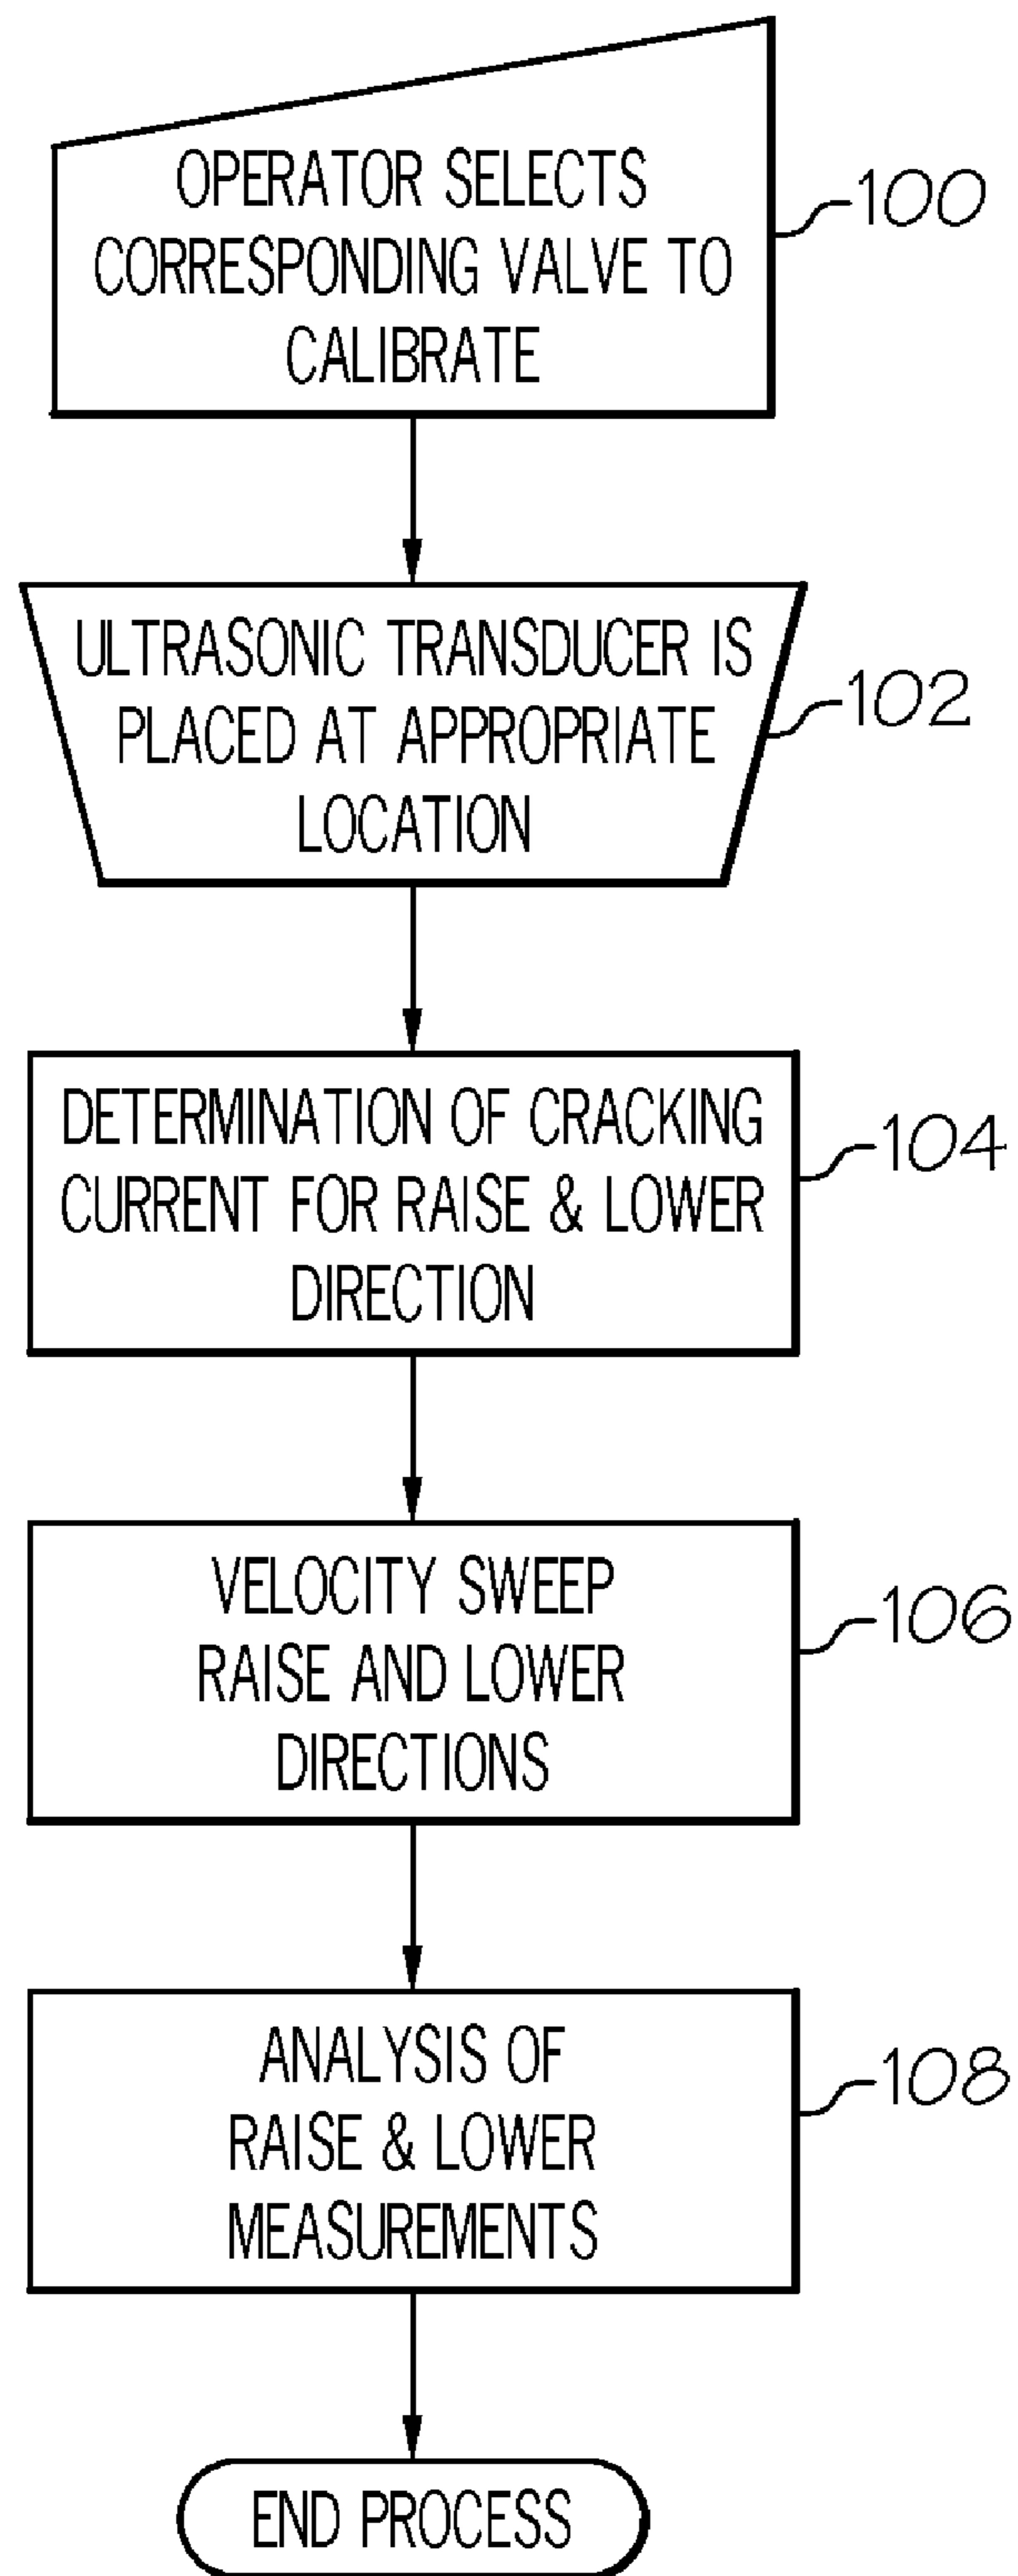 OPERATOR SELECTS
CORRESPONDING VALVE TO
CALIBRATE
100
ULTRASONIC TRANSDUCER IS
PLACED AT APPROPRIATE
LOCATION
102
DETERMINATION OF CRACKING
CURRENT FOR RAISE & LOWER
DIRECTION
104
VELOCITY SWEEP
RAISE AND LOWER
DIRECTIONS
106
ANALYSIS OF
RAISE & LOWER
MEASUREMENTS
108
END PROCESS